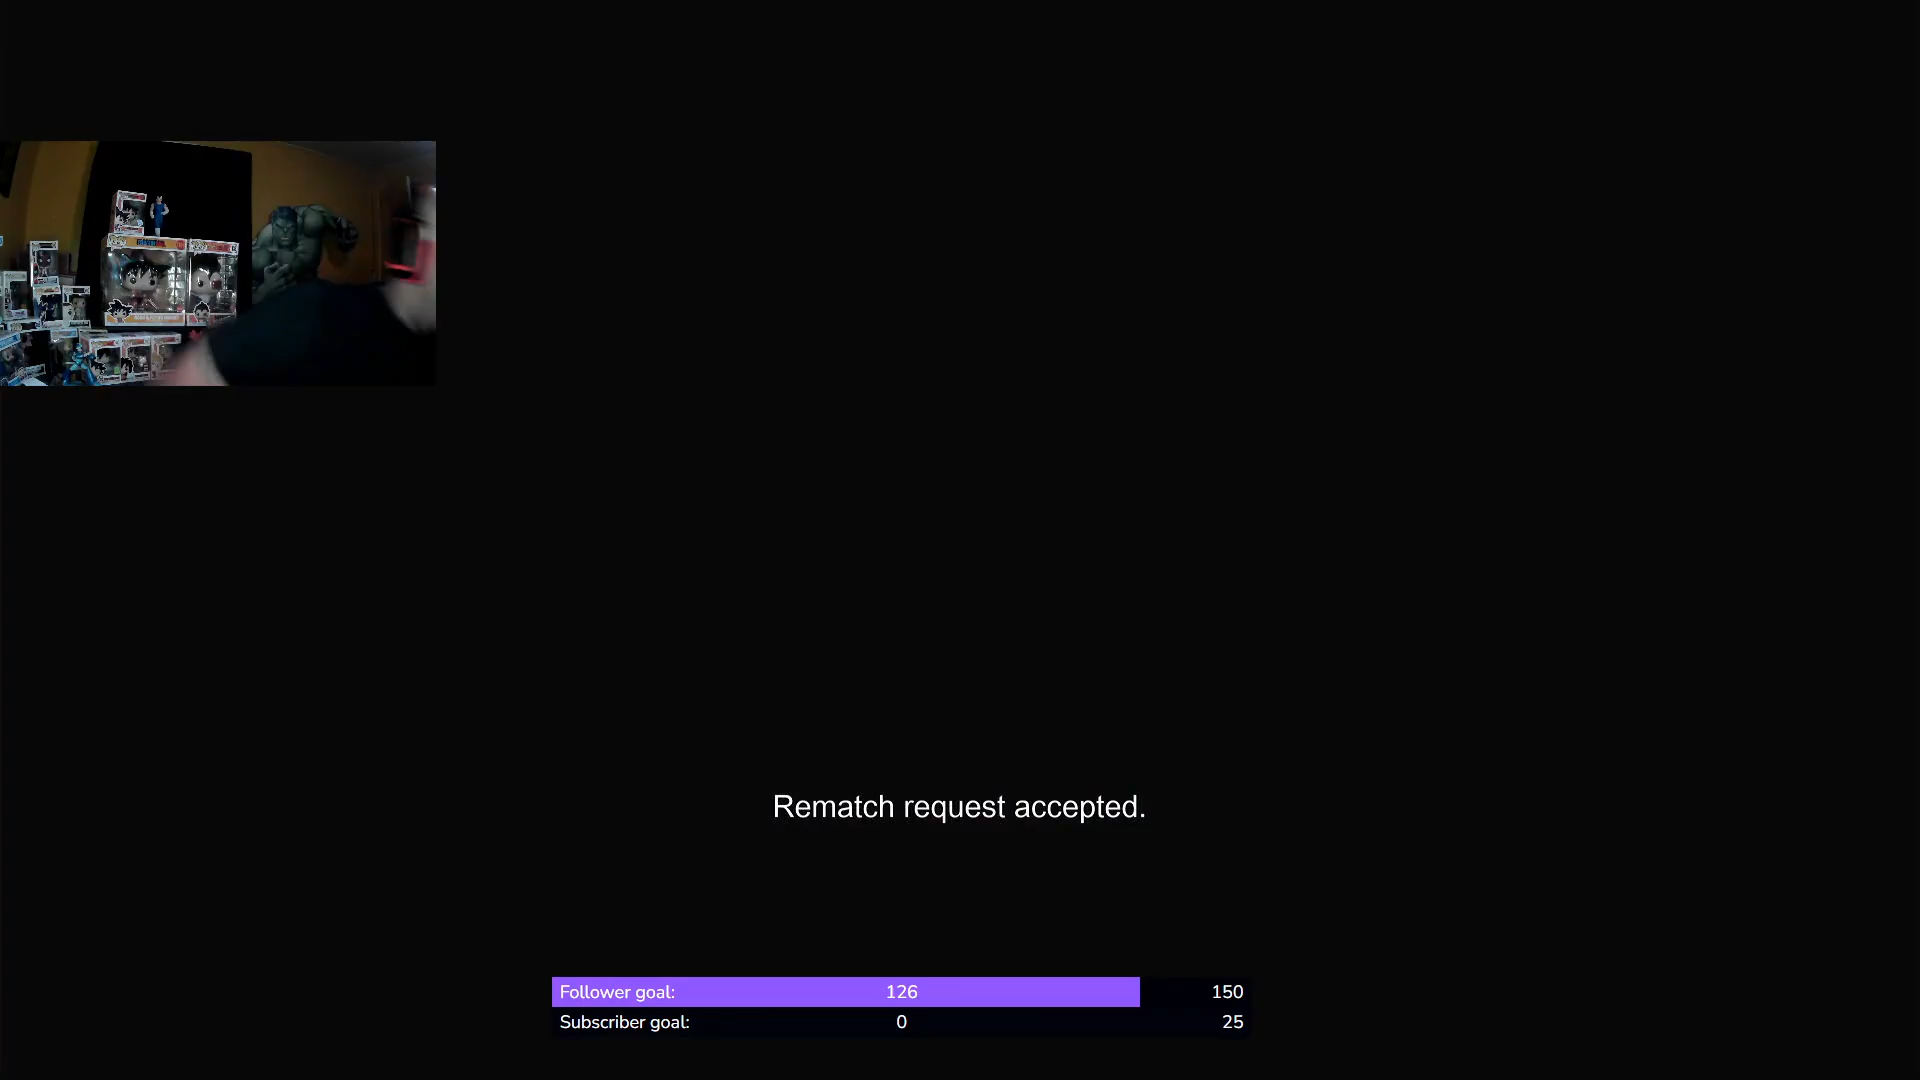 Rematch request accepted.
Follower goal: 126 150
Subscriber goal: 0 25